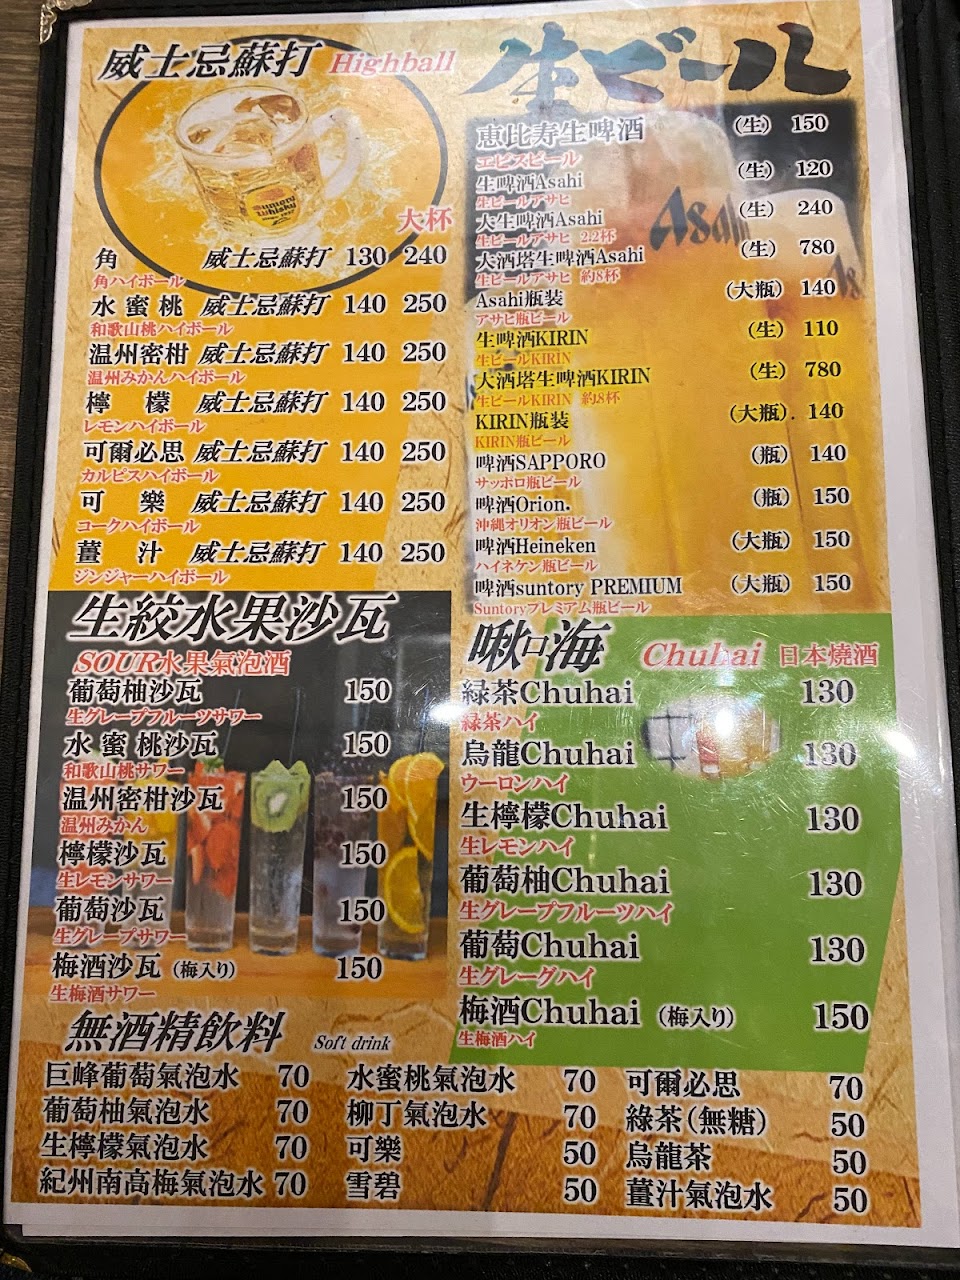 威士忌蘇打 Highball
SUNTORY
Whisky
大杯
角 威士忌蘇打 130 240
角ハイボール
水蜜桃 威士忌蘇打 140 250
和歌山桃ハイボール
温州密柑 威士忌蘇打 140 250
温州みかんハイボール
檸檬 威士忌蘇打 140 250
レモンハイボール
可爾必思 威士忌蘇打 140 250
カルピスハイボール
可樂 威士忌蘇打 140 250
コークハイボール
薑汁 威士忌蘇打 140 250
ジンジャーハイボール
生ビール
恵比寿生啤酒 (生) 150
エビスビール
生啤酒Asahi (生) 120
生ビールアサヒ
大生啤酒Asahi (生) 240
生ビールアサヒ 2.2杯
大酒塔生啤酒Asahi (生) 780
生ビールアサヒ 約8杯
Asahi瓶裝 (大瓶) 140
アサヒ瓶ビール
生啤酒KIRIN (生) 110
生ビールKIRIN
大酒塔生啤酒KIRIN (生) 780
生ビールKIRIN 約8杯
KIRIN瓶裝 (大瓶). 140
KIRIN瓶ビール
啤酒SAPPORO (瓶) 140
サッポロ瓶ビール
啤酒Orion. (瓶) 150
沖縄オリオン瓶ビール
啤酒Heineken (大瓶) 150
ハイネケン瓶ビール
啤酒suntory PREMIUM (大瓶) 150
Suntoryプレミアム瓶ビール
生絞水果沙瓦
SOUR水果氣泡酒
葡萄柚沙瓦 150
生グレープフルーツサワー
水蜜桃沙瓦 150
和歌山桃サワー
温州密柑沙瓦 150
温州みかん
檸檬沙瓦 150
生レモンサワー
葡萄沙瓦 150
生グレープサワー
梅酒沙瓦 (梅入り) 150
生梅酒サワー
啾口海 Chuhai 日本燒酒
緑茶Chuhai 130
緑茶ハイ
烏龍Chuhai 130
ウーロンハイ
生檸檬Chuhai 130
生レモンハイ
葡萄柚Chuhai 130
生グレープフルーツハイ
葡萄Chuhai 130
生グレーグハイ
梅酒Chuhai (梅入り) 150
生梅酒ハイ
無酒精飲料 Soft drink
巨峰葡萄氣泡水 70 水蜜桃氣泡水 70 可爾必思 70
葡萄柚氣泡水 70 柳丁氣泡水 70 綠茶(無糖) 50
生檸檬氣泡水 70 可樂 50 烏龍茶 50
紀州南高梅氣泡水 70 雪碧 50 薑汁氣泡水 50